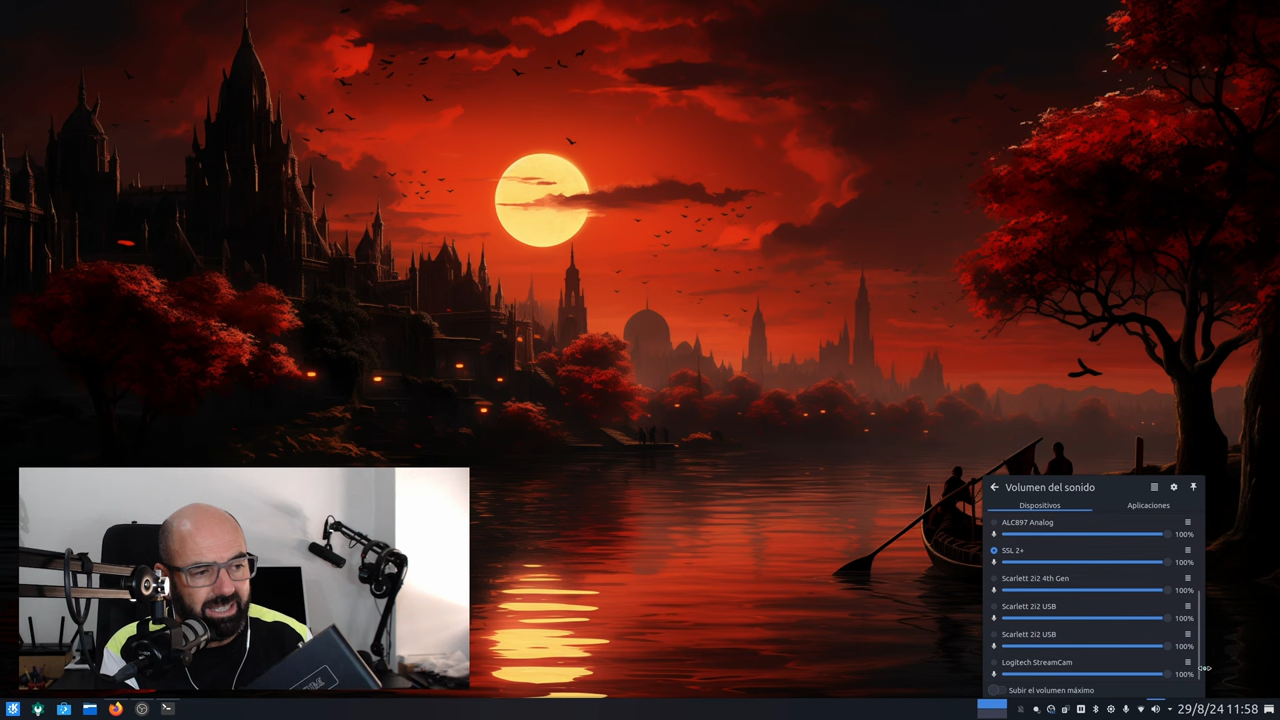 Volumen del sonido
Dispositivos Aplicaciones
ALC897 Analog
100%
SSL 2+
100%
Scarlett 2i2 4th Gen
100%
Scarlett 2i2 USB
100%
Scarlett 2i2 USB
100%
Logitech StreamCam
100%
Subir el volumen máximo
29/8/24 11:58